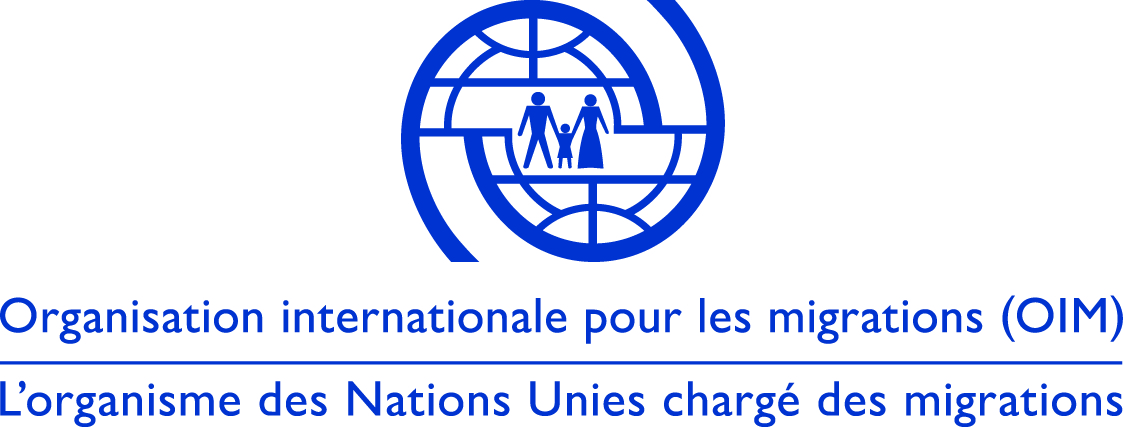 Organisation internationale pour les migrations (OIM)
L’organisme des Nations Unies chargé des migrations